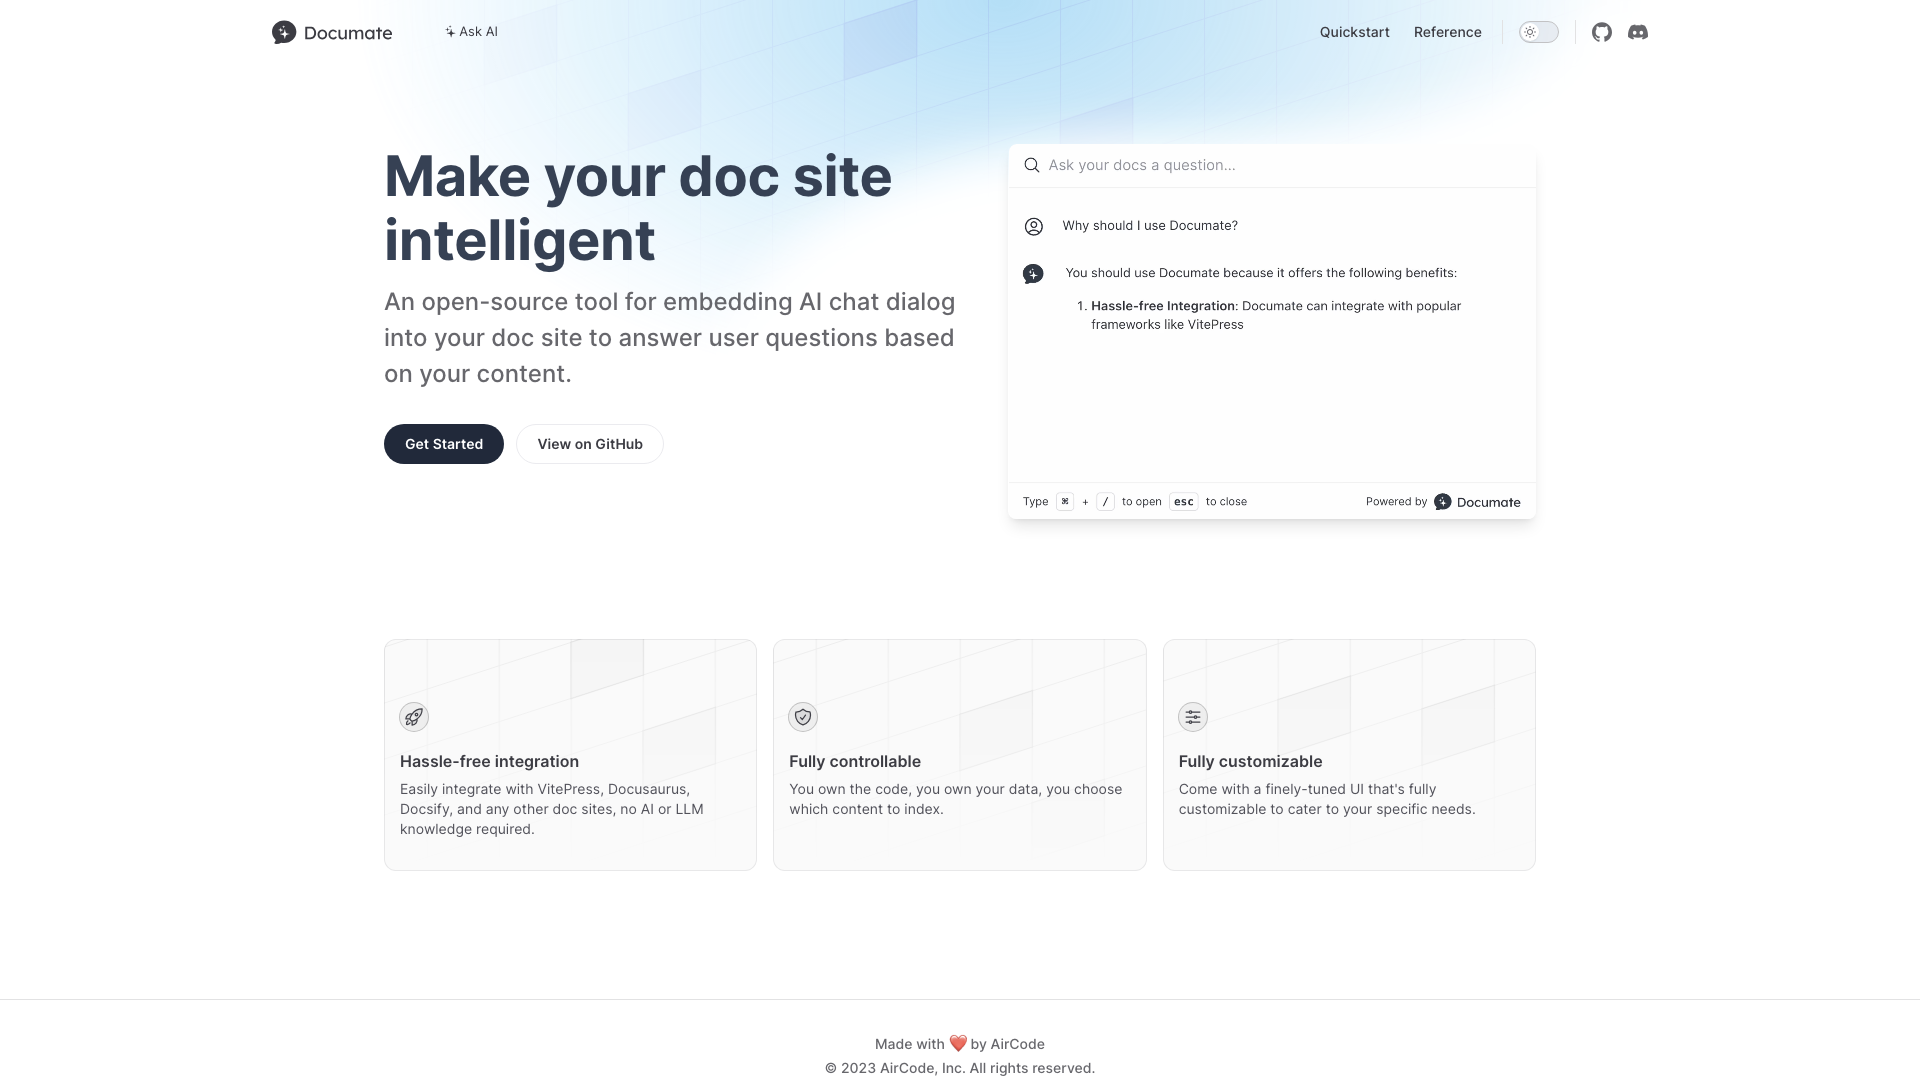 Documate
Ask AI
Quickstart
Reference
Make your doc site
intelligent
An open-source tool for embedding AI chat dialog
into your doc site to answer user questions based
on your content.
Get Started
View on GitHub
Ask your docs a question...
Why should I use Documate?
You should use Documate because it offers the following benefits:
1. Hassle-free Integration: Documate can integrate with popular
frameworks like VitePress
Type ⌘ + / to open esc to close
Powered by Documate
Hassle-free integration
Easily integrate with VitePress, Docusaurus,
Docsify, and any other doc sites, no AI or LLM
knowledge required.
Fully controllable
You own the code, you own your data, you choose
which content to index.
Fully customizable
Come with a finely-tuned UI that's fully
customizable to cater to your specific needs.
Made with ❤️ by AirCode
© 2023 AirCode, Inc. All rights reserved.